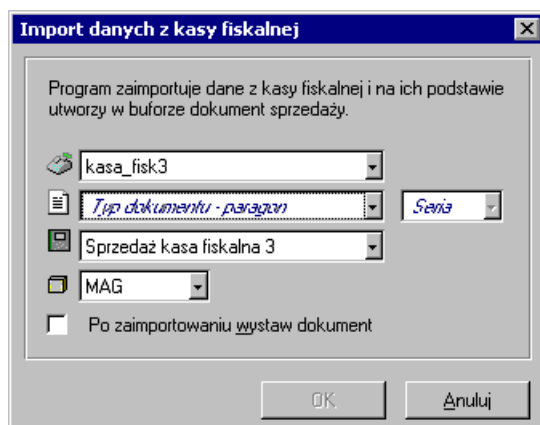 Import danych z kasy fiskalnej
Program zaimportuje dane z kasy fiskalnej i na ich podstawie
utworzy w buforze dokument sprzedaży.
kasa_fisk3
Typ dokumentu - paragon Seria
Sprzedaż kasa fiskalna 3
MAG
Po zaimportowaniu wystaw dokument
OK Anuluj